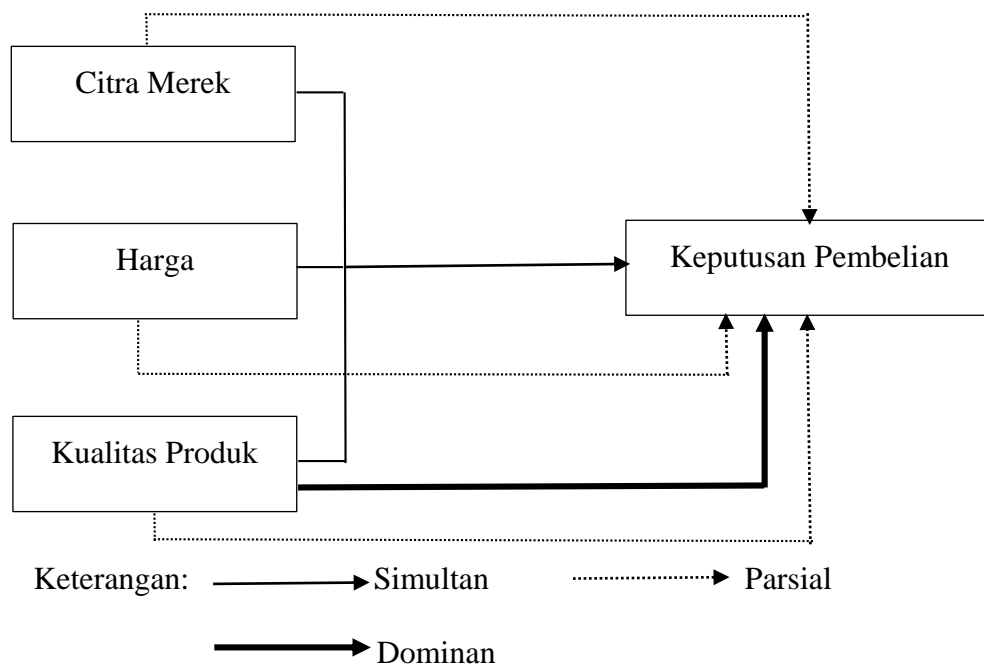 Citra Merek
Harga
Keputusan Pembelian
Kualitas Produk
Keterangan: Simultan Parsial
Dominan